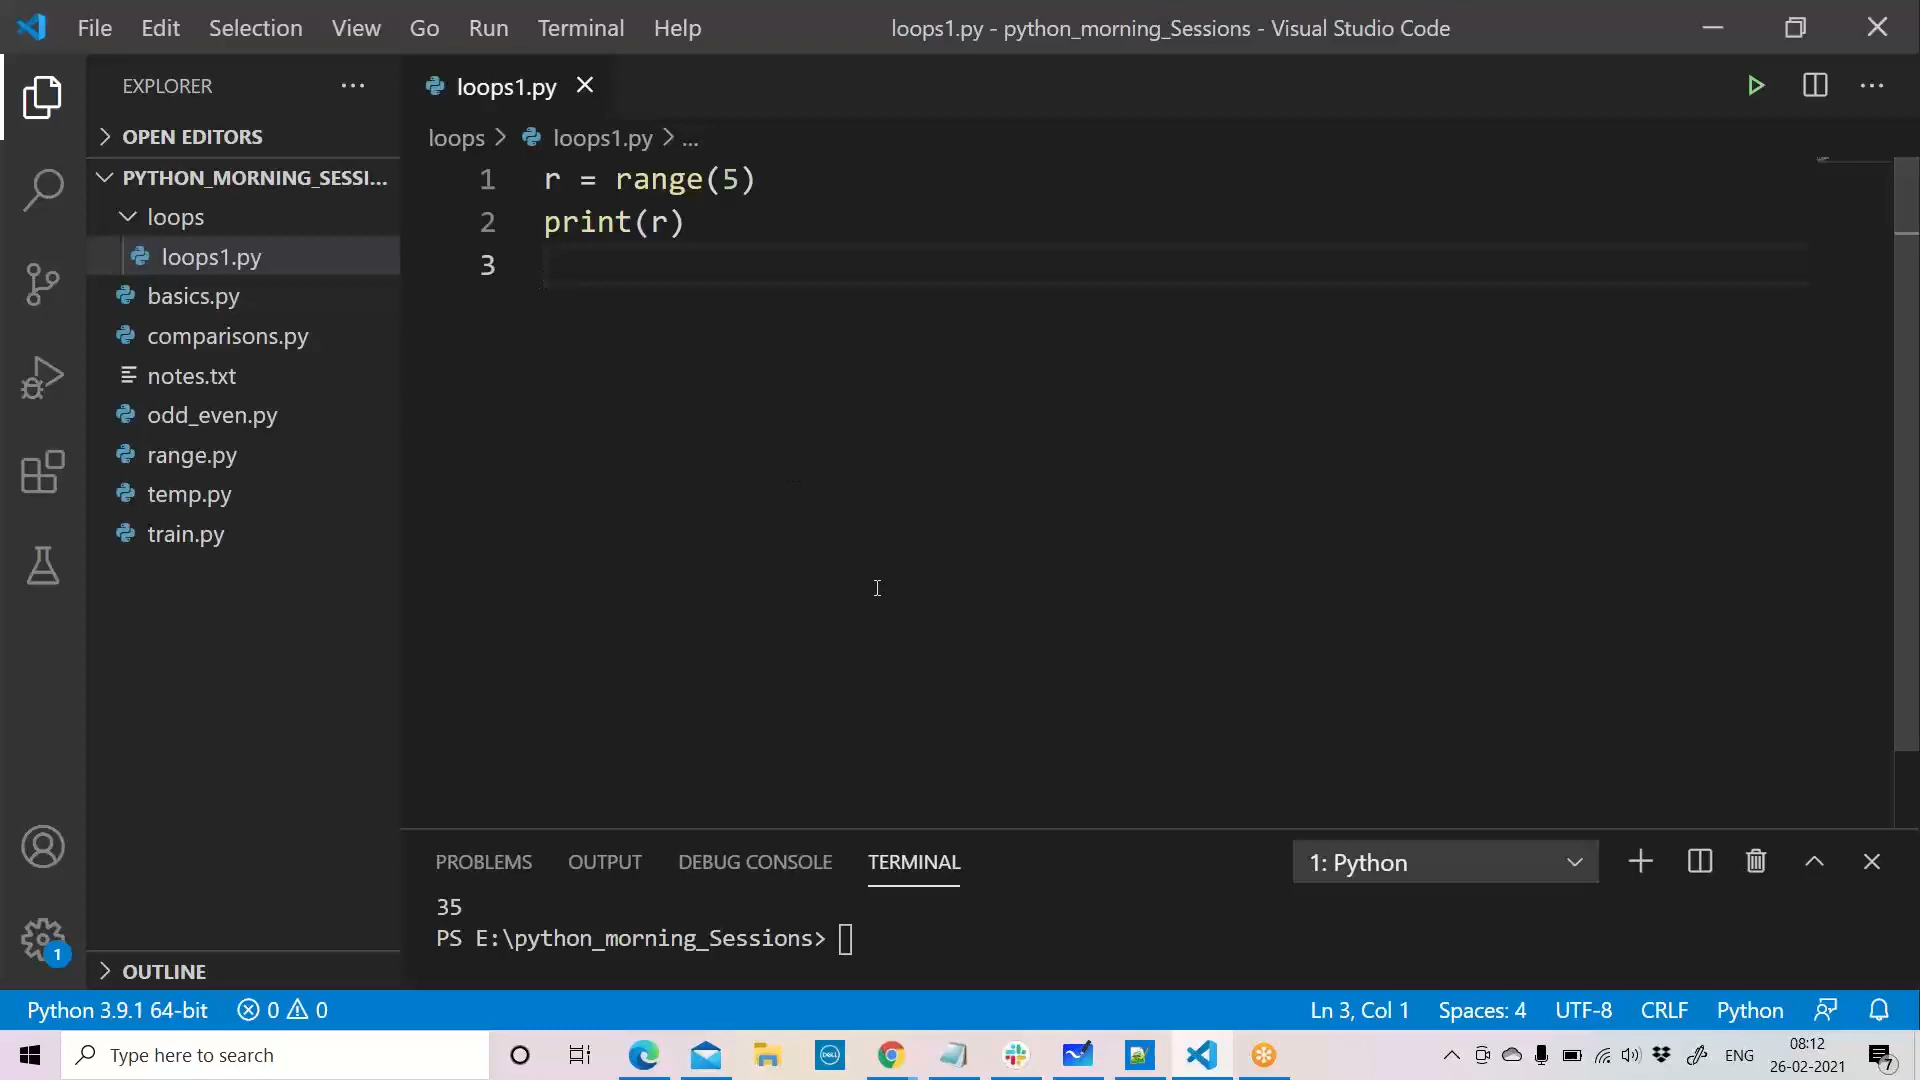 File Edit Selection View Go Run Terminal Help
loops1.py - python_morning_Sessions - Visual Studio Code
EXPLORER
OPEN EDITORS
PYTHON_MORNING_SESSI...
loops
loops1.py
basics.py
comparisons.py
notes.txt
odd_even.py
range.py
temp.py
train.py
OUTLINE
loops1.py
loops > loops1.py > ...
1 r = range(5)
2 print(r)
3
PROBLEMS OUTPUT DEBUG CONSOLE TERMINAL
1: Python
35
PS E:\python_morning_Sessions>
1
Python 3.9.1 64-bit 0 0
Ln 3, Col 1 Spaces: 4 UTF-8 CRLF Python
Type here to search
DELL
ENG
08:12
26-02-2021
7